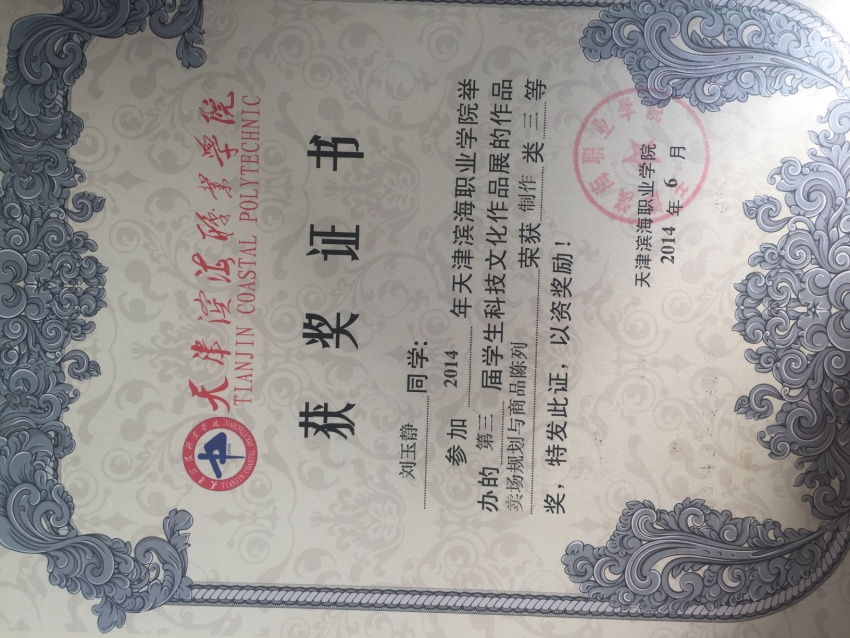 天津滨海职业学院
TIANJIN COASTAL POLYTECHNIC
获奖证书
刘玉静 同学:
参加 2014 年天津滨海职业学院举
办的 第三 届学生科技文化作品展的作品
卖场规划与商品陈列 荣获 制作 类 三 等
奖，特发此证，以资奖励！
天津滨海职业学院
2014 年 6 月